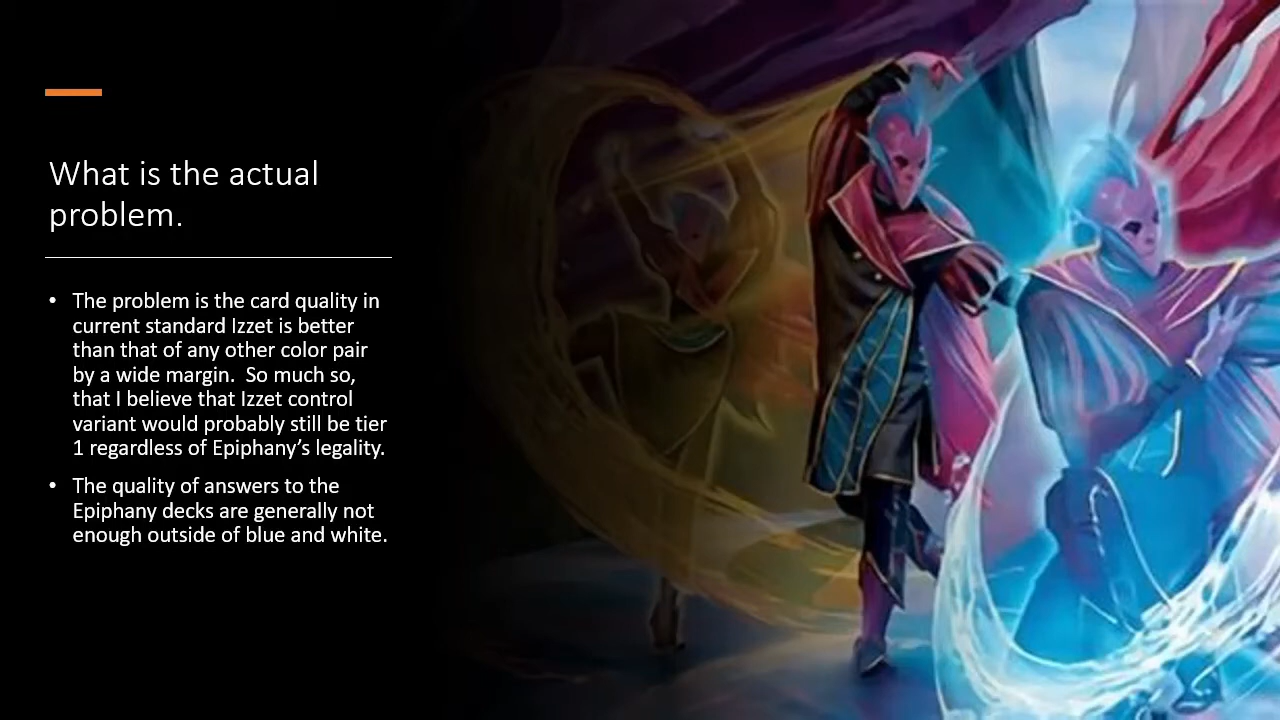 What is the actual
problem.
• The problem is the card quality in
current standard Izzet is better
than that of any other color pair
by a wide margin.  So much so,
that I believe that Izzet control
variant would probably still be tier
1 regardless of Epiphany’s legality.
• The quality of answers to the
Epiphany decks are generally not
enough outside of blue and white.